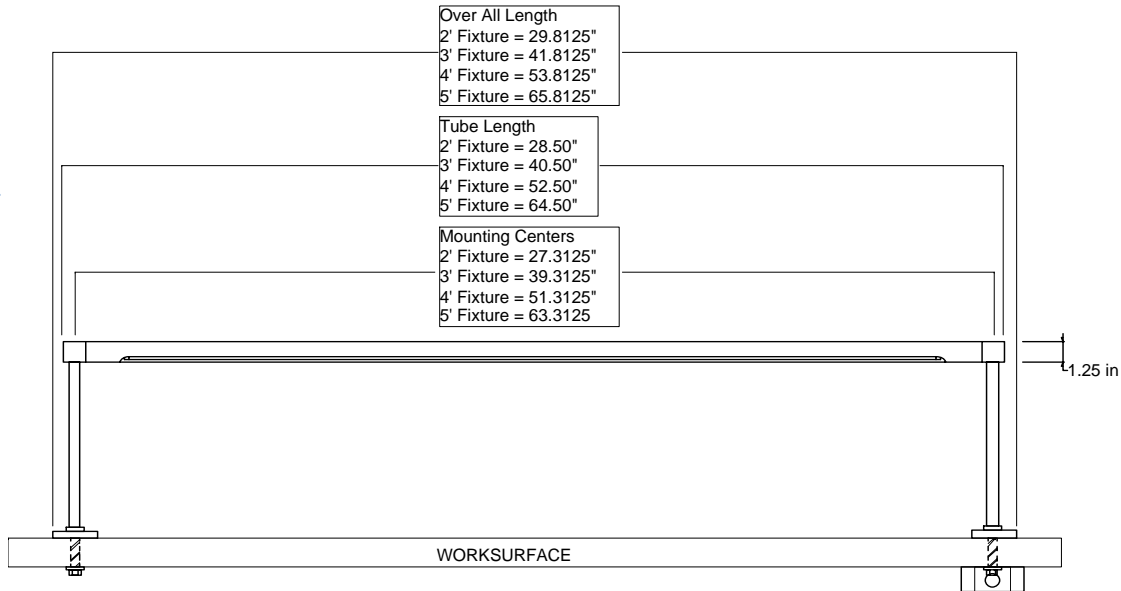 Over All Length
2' Fixture = 29.8125"
3' Fixture = 41.8125"
4' Fixture = 53.8125"
5' Fixture = 65.8125"
Tube Length
2' Fixture = 28.50"
3' Fixture = 40.50"
4' Fixture = 52.50"
5' Fixture = 64.50"
Mounting Centers
2' Fixture = 27.3125"
3' Fixture = 39.3125"
4' Fixture = 51.3125"
5' Fixture = 63.3125
1.25 in
WORKSURFACE